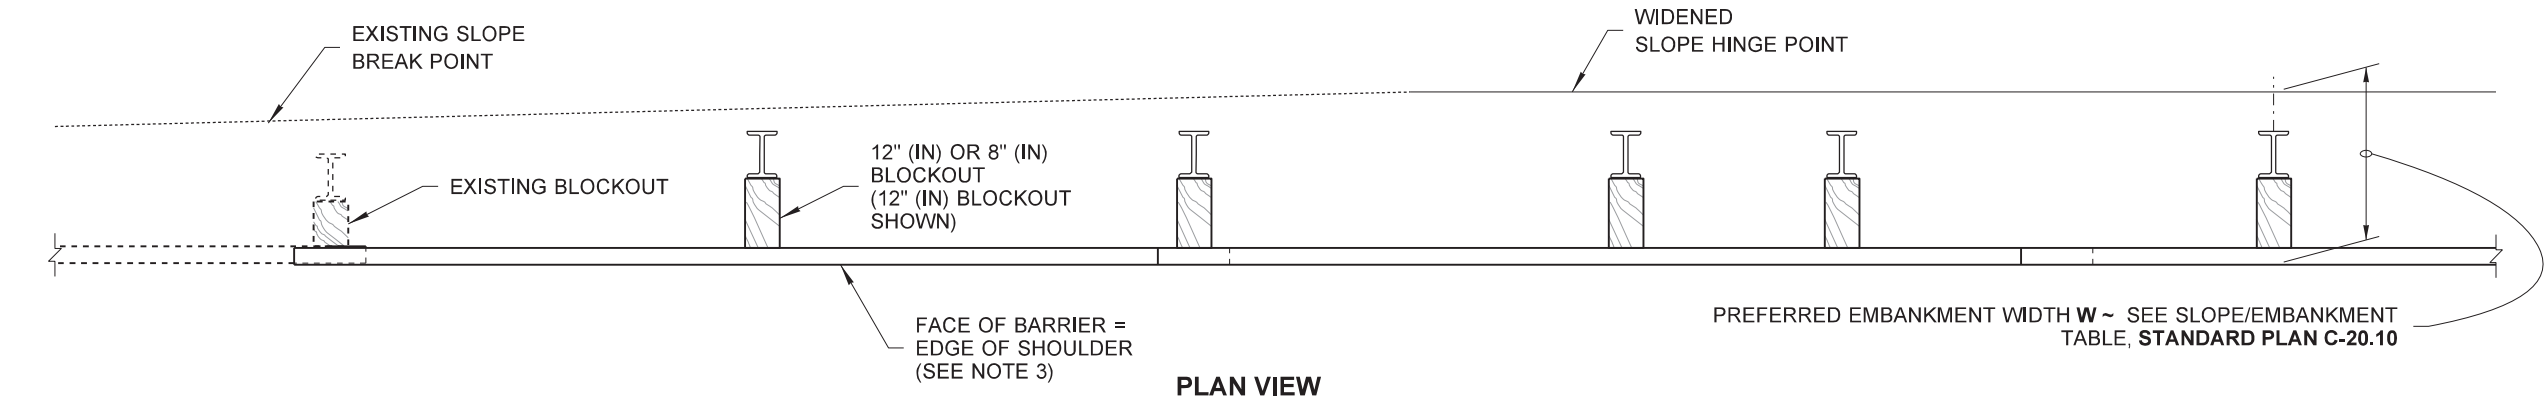 EXISTING SLOPE
BREAK POINT
WIDENED
SLOPE HINGE POINT
EXISTING BLOCKOUT
12" (IN) OR 8" (IN)
BLOCKOUT
(12" (IN) BLOCKOUT
SHOWN)
FACE OF BARRIER =
EDGE OF SHOULDER
(SEE NOTE 3)
PREFERRED EMBANKMENT WIDTH W ~ SEE SLOPE/EMBANKMENT
TABLE, STANDARD PLAN C-20.10
PLAN VIEW